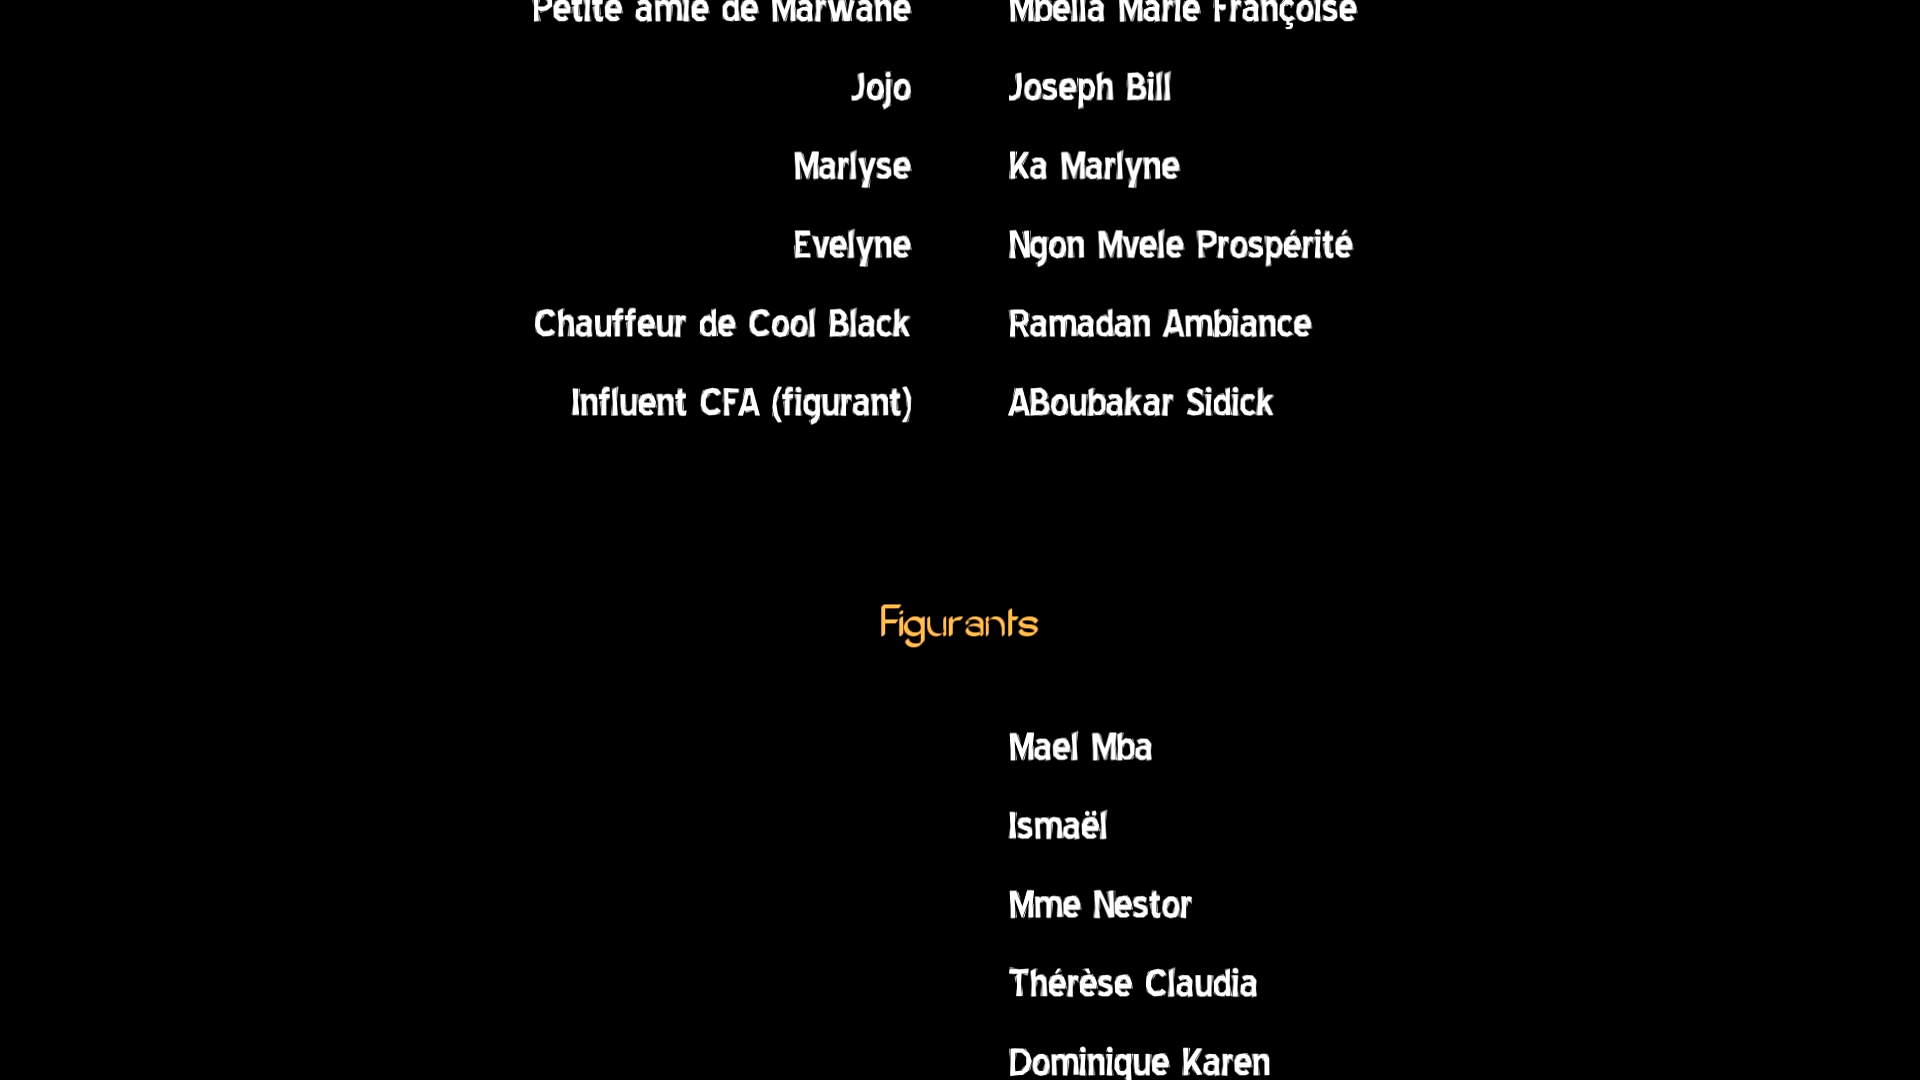 Petite amie de Marwane Mbella Marie Françoise
Jojo Joseph Bill
Marlyse Ka Marlyne
Evelyne Ngon Mvele Prospérité
Chauffeur de Cool Black Ramadan Ambiance
Influent CFA (figurant) ABoubakar Sidick
Figurants
Mael Mba
Ismaël
Mme Nestor
Thérèse Claudia
Dominique Karen